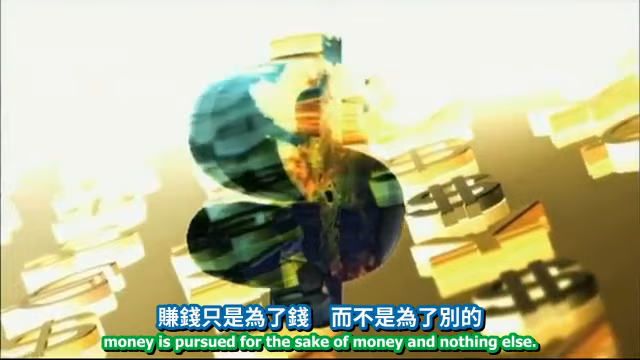 賺錢只是為了錢　而不是為了別的
money is pursued for the sake of money and nothing else.